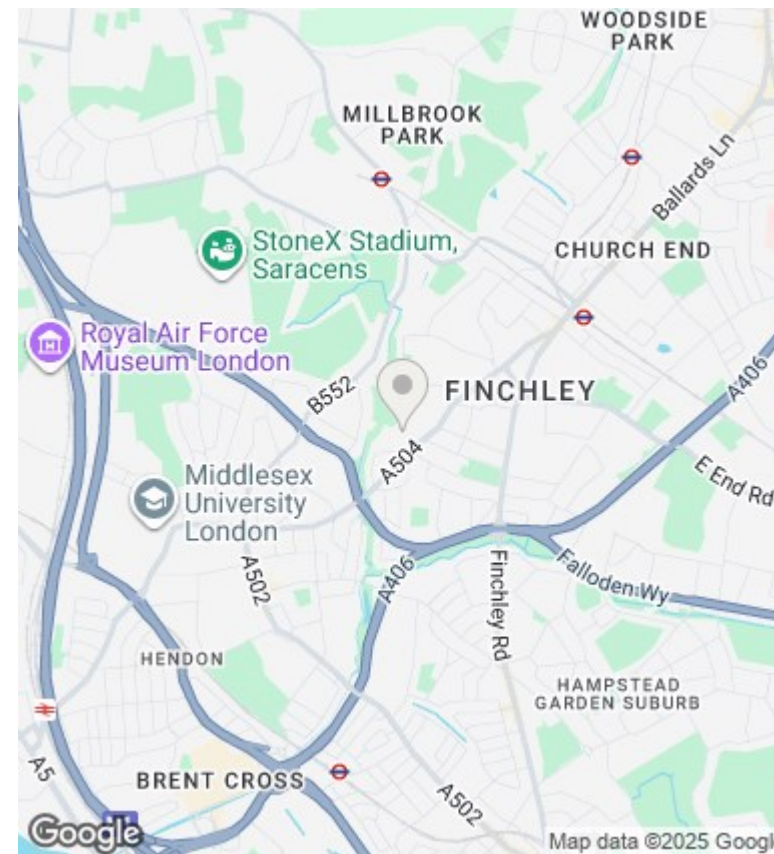 WOODSIDE
PARK
MILLBROOK
PARK
Ballards Ln
StoneX Stadium,
Saracens
CHURCH END
Royal Air Force
Museum London
B552
FINCHLEY
A406
A504
E End Rd
Middlesex
University
London
A502
A406
Finchley Rd
Falloden Wy
HENDON
HAMPSTEAD
GARDEN SUBURB
A5
BRENT CROSS
A502
Google
Map data ©2025 Googl